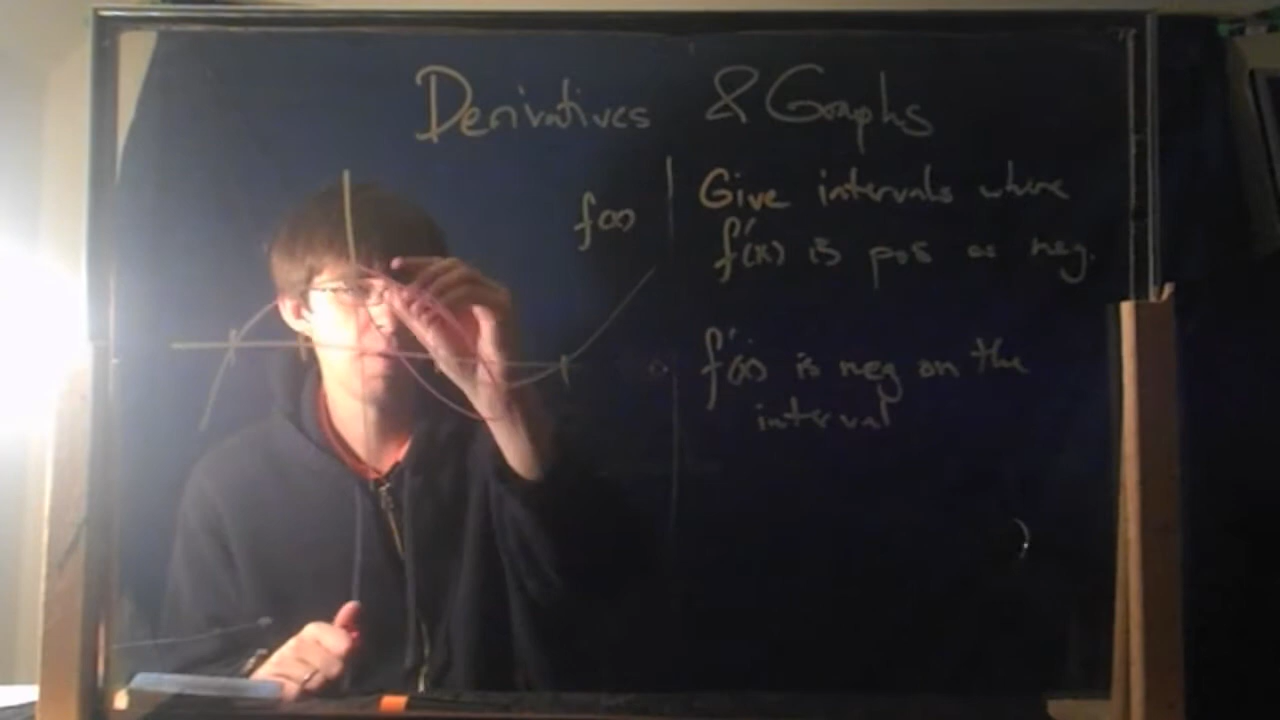 Derivatives & Graphs
f(x)
Give intervals where
f'(x) is pos or neg.
f'(x) is neg on the
interval